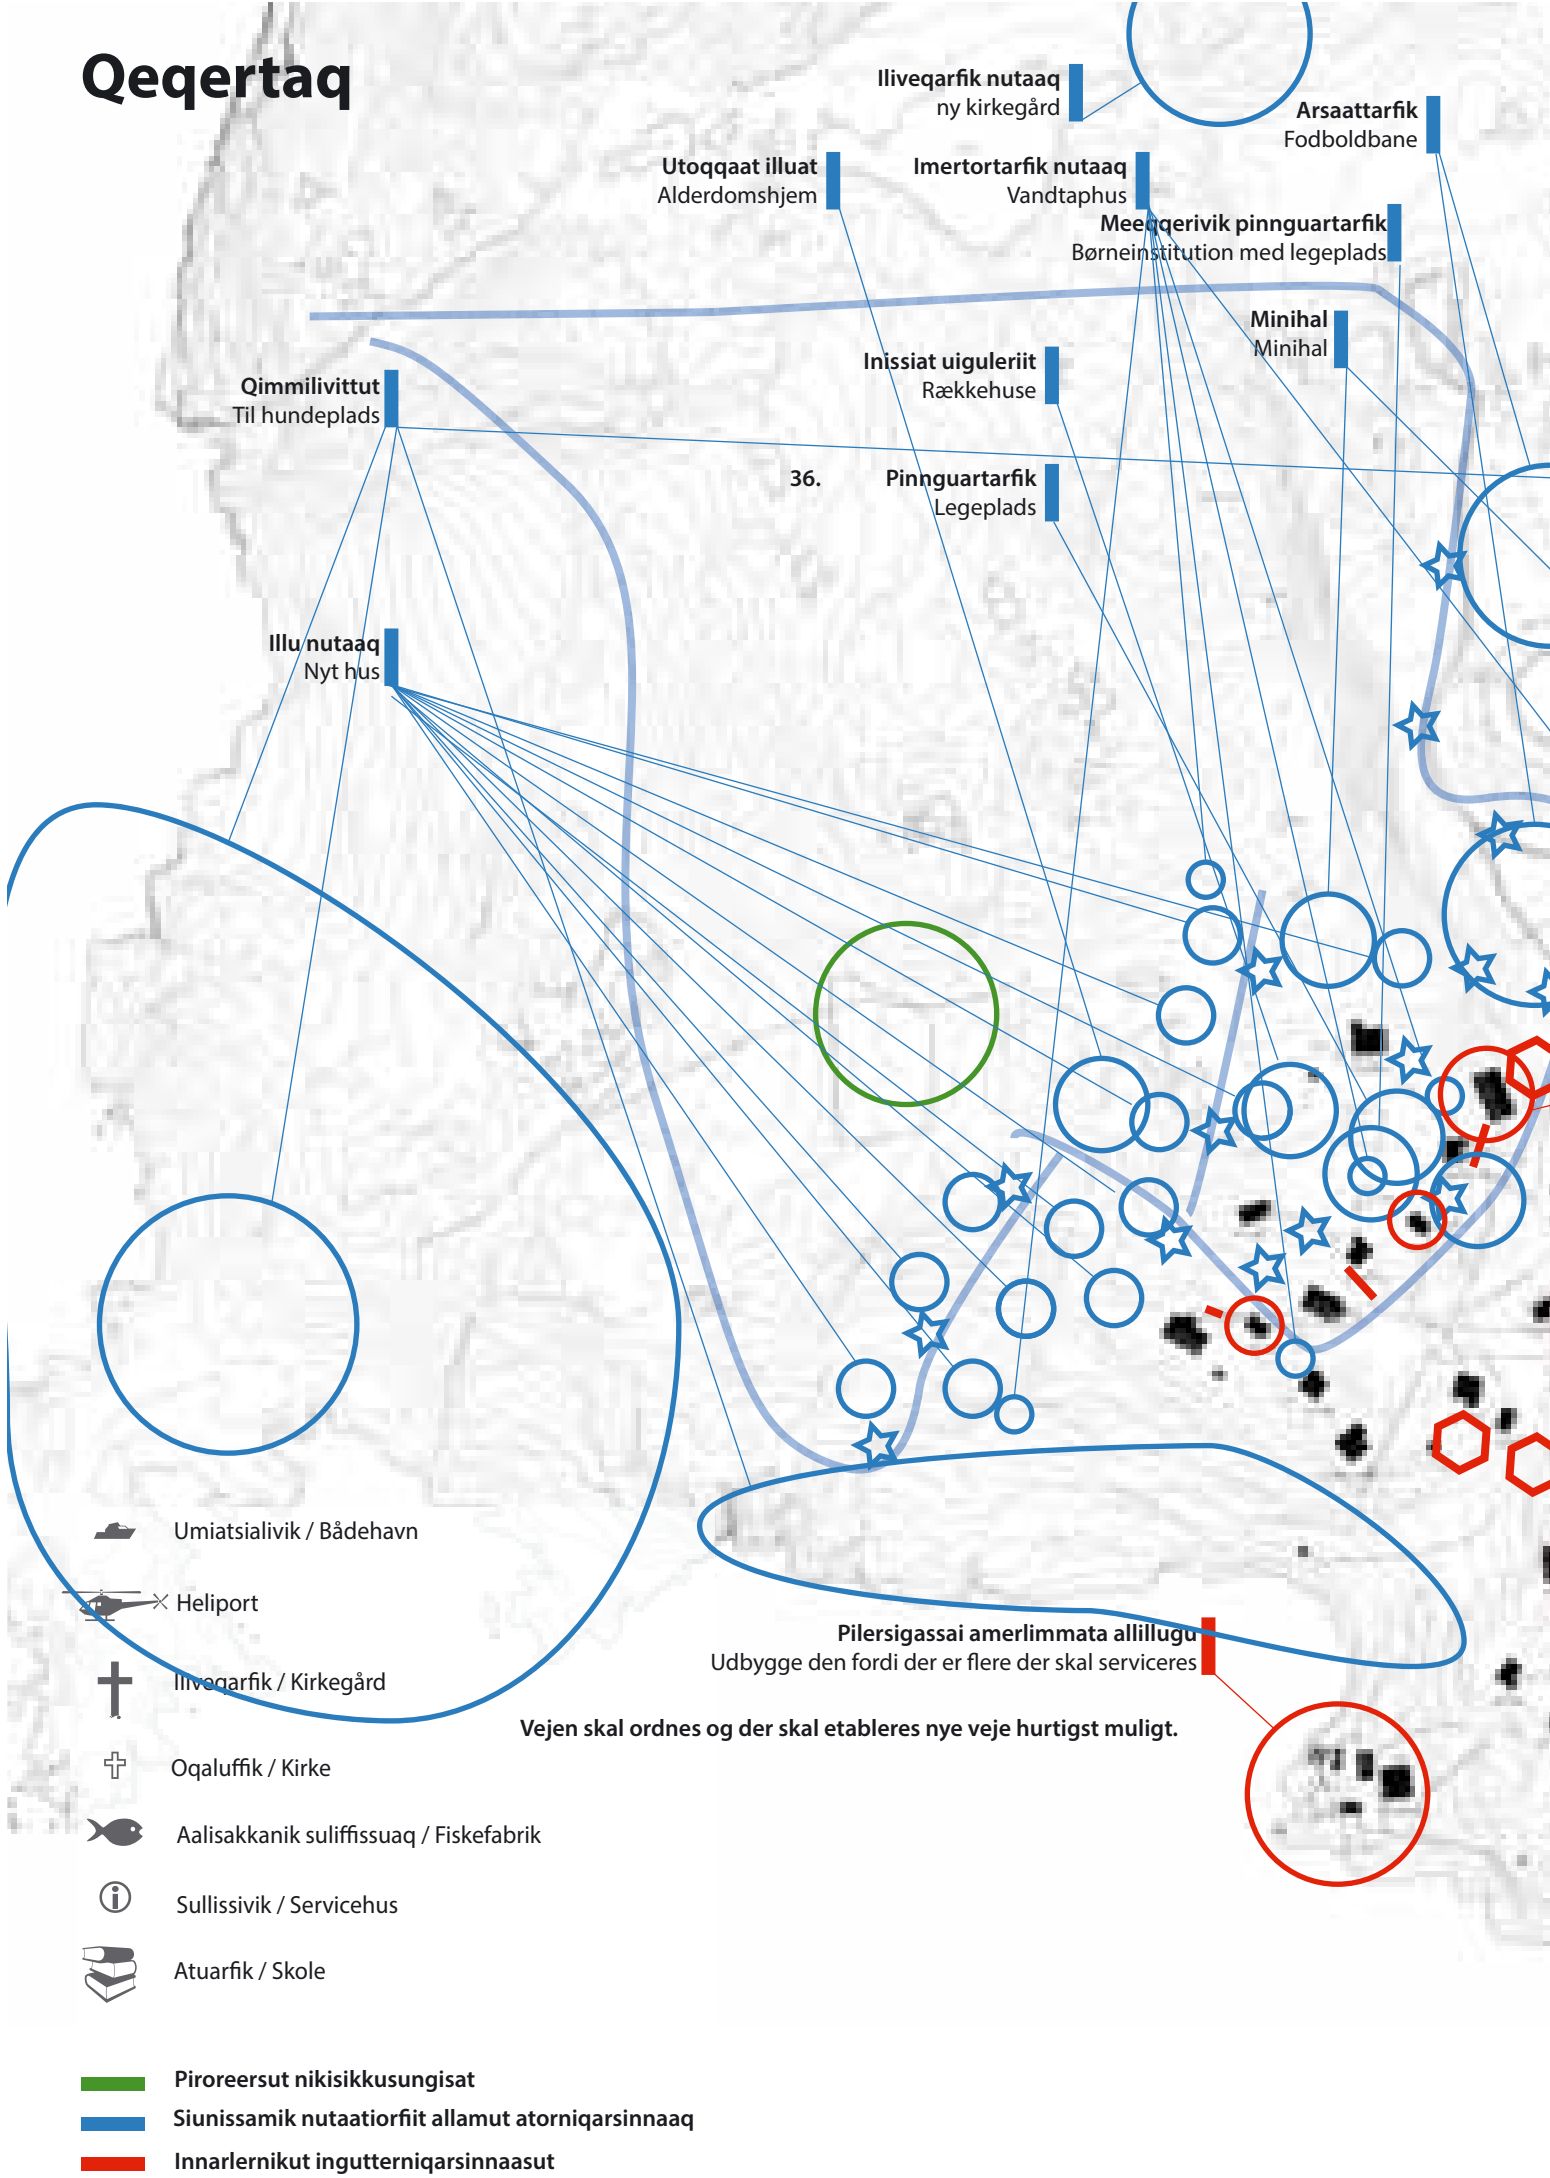 Qeqertaq
Iliveqarfik nutaaq
ny kirkegård
Arsaattarfik
Fodboldbane
Utoqqaat illuat
Alderdomshjem
Imertortarfik nutaaq
Vandtaphus
Meeqqerivik pinnguartarfik
Børneinstitution med legeplads
Minihal
Minihal
Inissiat uiguleriit
Rækkehuse
Qimmilivittut
Til hundeplads
36.
Pinnguartarfik
Legeplads
Illu nutaaq
Nyt hus
Umiatsialivik / Bådehavn
Heliport
Iliveqarfik / Kirkegård
Oqaluffik / Kirke
Aalisakkanik suliffissuaq / Fiskefabrik
Sullissivik / Servicehus
Atuarfik / Skole
Pilersigassai amerlimmata allillugu
Udbygge den fordi der er flere der skal serviceres
Vejen skal ordnes og der skal etableres nye veje hurtigst muligt.
Piroreersut nikisikkusungisat
Siunissamik nutaatiorfiit allamut atorniqarsinnaaq
Innarlernikut ingutterniqarsinnaasut